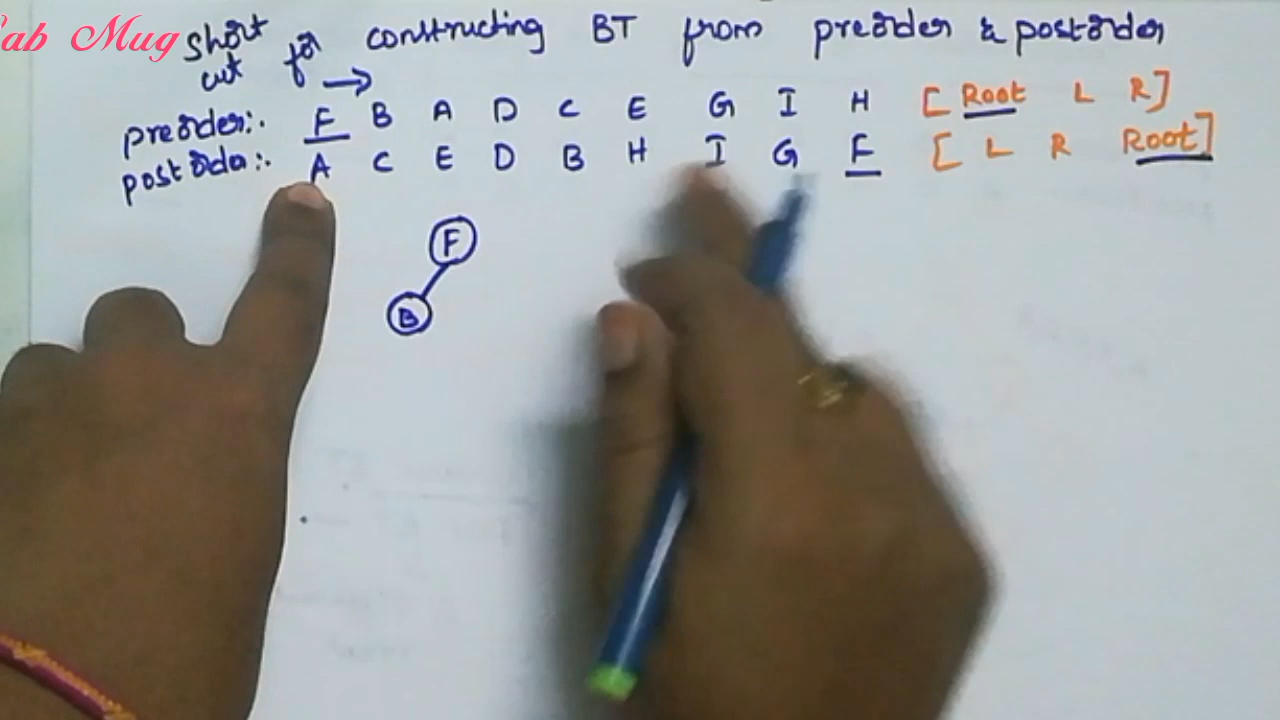 ab Mug
Short cut for constructing BT from preorder & postorder
preorder:. F B A D C E G I H [Root L R]
postorder:. A C E D B H I G F [L R Root]
F
B